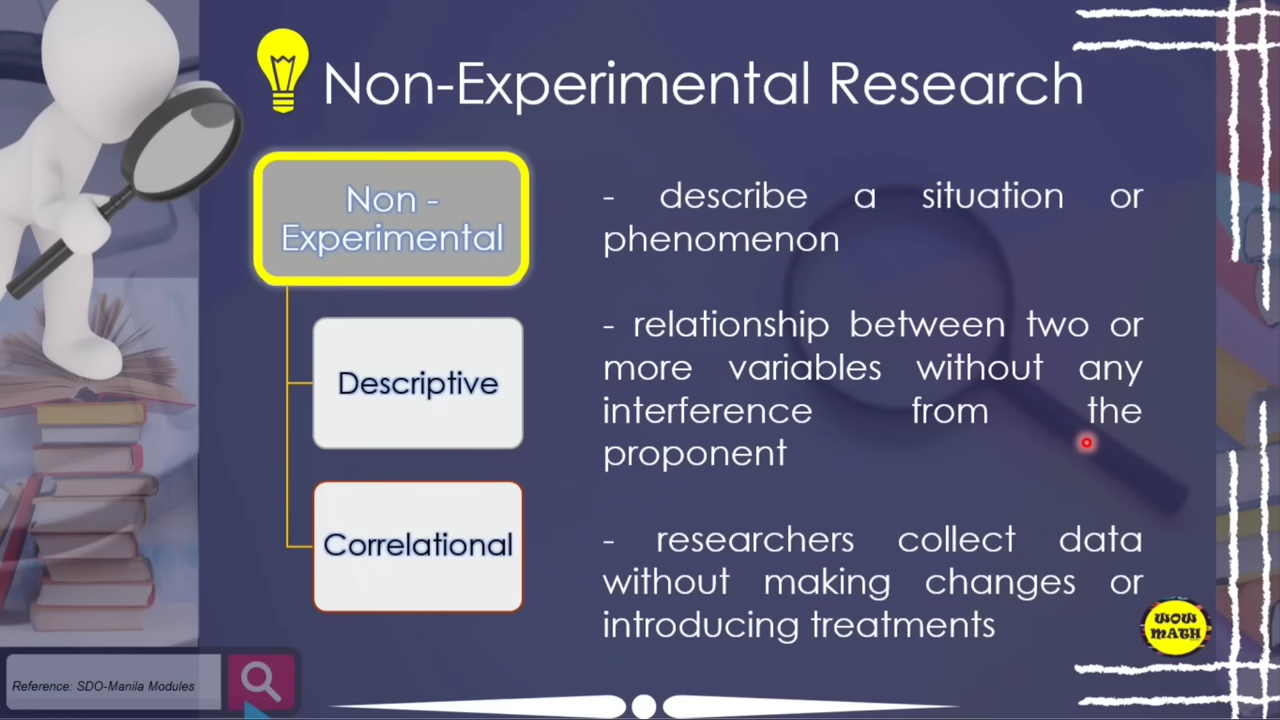 Non-Experimental Research
Non -
Experimental
Descriptive
Correlational
- describe a situation or
phenomenon
- relationship between two or
more variables without any
interference from the
proponent
- researchers collect data
without making changes or
introducing treatments
WOW
MATH
Reference: SDO-Manila Modules